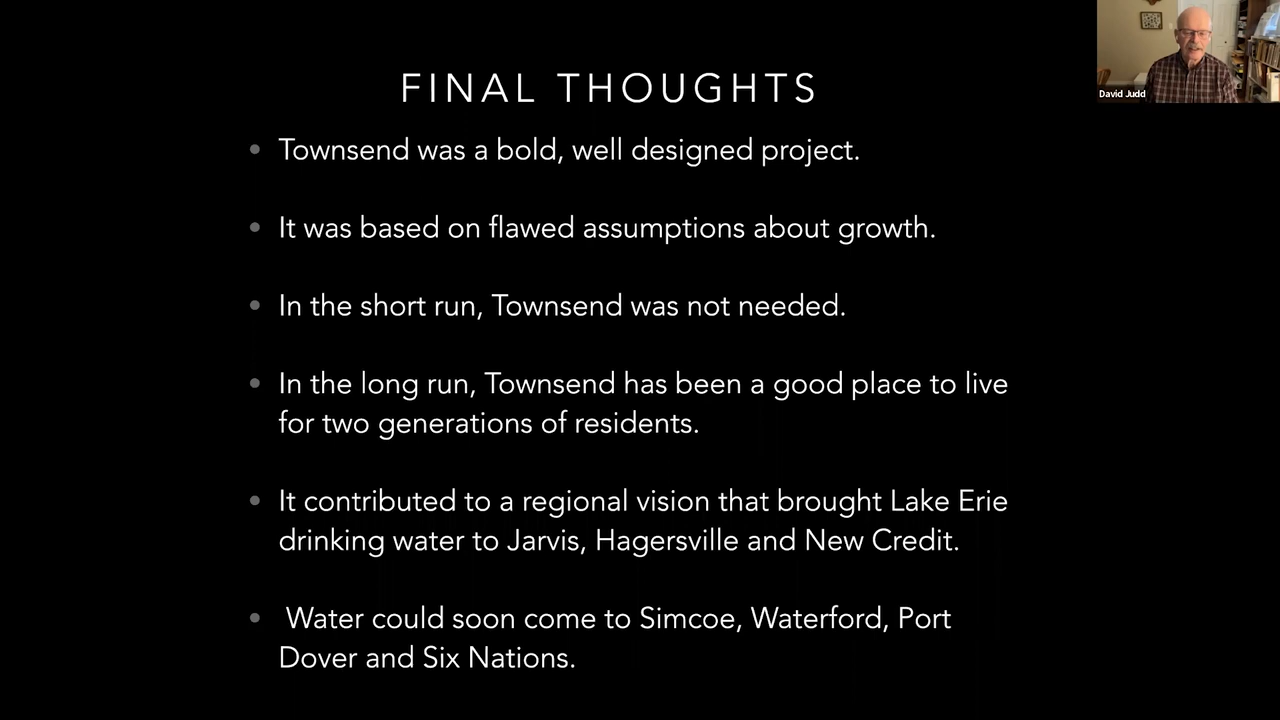 FINAL THOUGHTS
David Judd
• Townsend was a bold, well designed project.
• It was based on flawed assumptions about growth.
• In the short run, Townsend was not needed.
• In the long run, Townsend has been a good place to live
for two generations of residents.
• It contributed to a regional vision that brought Lake Erie
drinking water to Jarvis, Hagersville and New Credit.
• Water could soon come to Simcoe, Waterford, Port
Dover and Six Nations.